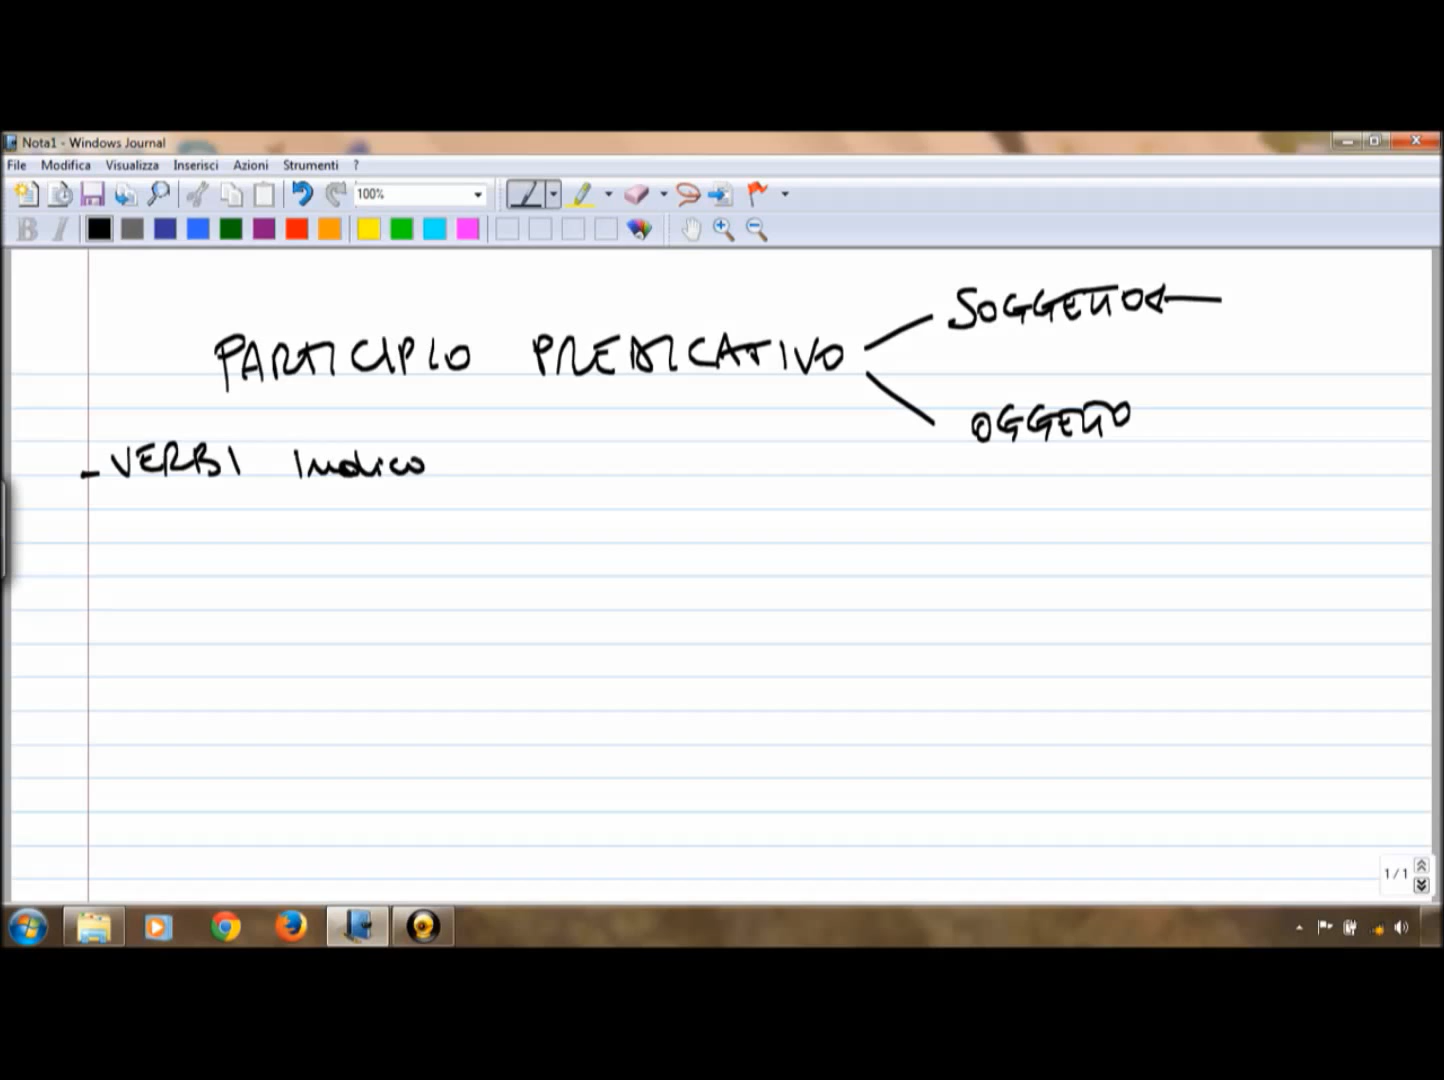 Nota1 - Windows Journal
File Modifica Visualizza Inserisci Azioni Strumenti ?
100%
B I
SOGGETTO
PARTICIPIO PREDICATIVO
OGGETTO
- VERBI Indico
1 / 1